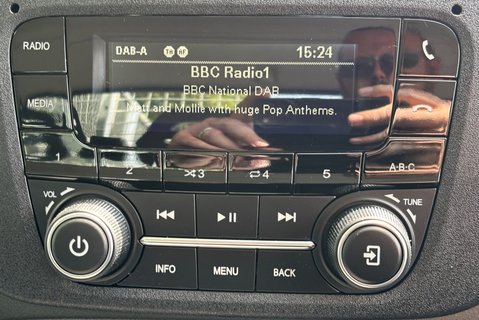 RADIO
DAB-A TA AF 15:24
BBC Radio1
BBC National DAB
Matt and Mollie with huge Pop Anthems.
MEDIA
1 2 3 4 5 A·B·C
VOL TUNE
INFO MENU BACK